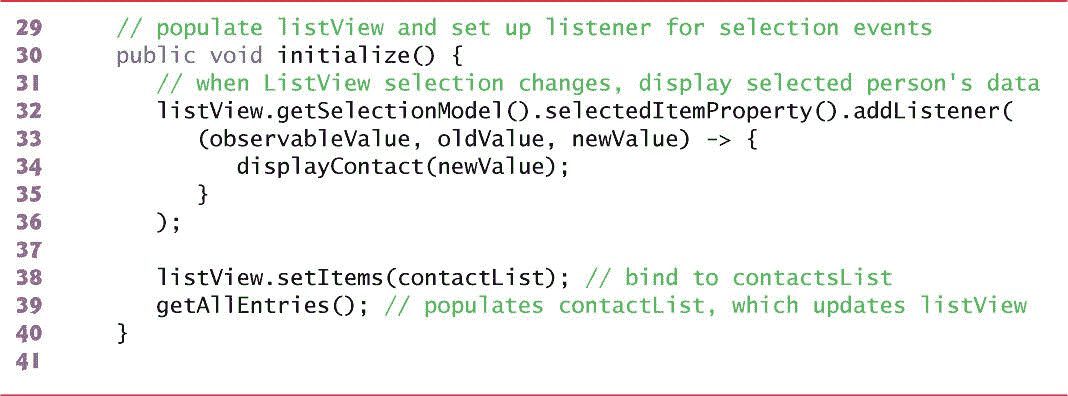 29 // populate listView and set up listener for selection events
30 public void initialize() {
31 // when ListView selection changes, display selected person's data
32 listView.getSelectionModel().selectedItemProperty().addListener(
33 (observableValue, oldValue, newValue) -> {
34 displayContact(newValue);
35 }
36 );
37
38 listView.setItems(contactList); // bind to contactsList
39 getAllEntries(); // populates contactList, which updates listView
40 }
41